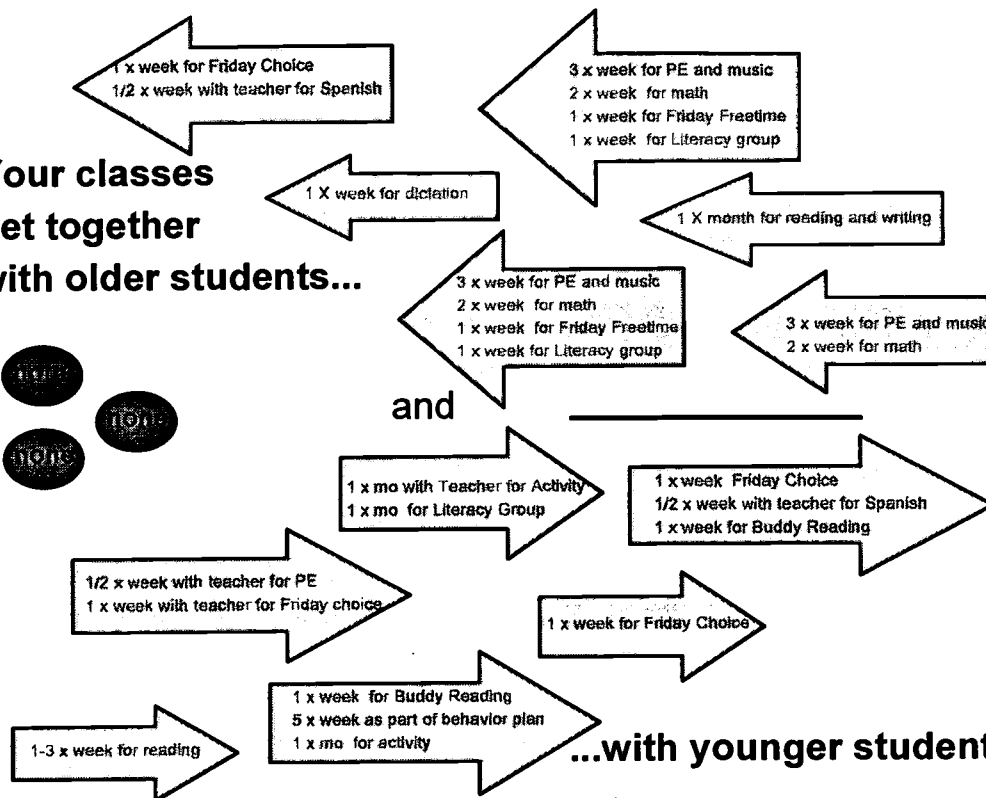 1 x week for Friday Choice
1/2 x week with teacher for Spanish
3 x week for PE and music
2 x week for math
1 x week for Friday Freetime
1 x week for Literacy group
our classes
et together
with older students...
1 X week for dictation
1 X month for reading and writing
3 x week for PE and music
2 x week for math
1 x week for Friday Freetime
1 x week for Literacy group
3 x week for PE and music
2 x week for math
none
none
and
1 x mo with Teacher for Activity
1 x mo for Literacy Group
1 x week Friday Choice
1/2 x week with teacher for Spanish
1 x week for Buddy Reading
1/2 x week with teacher for PE
1 x week with teacher for Friday choice
1 x week for Friday Choice
1 x week for Buddy Reading
5 x week as part of behavior plan
1 x mo for activity
1-3 x week for reading
...with younger student